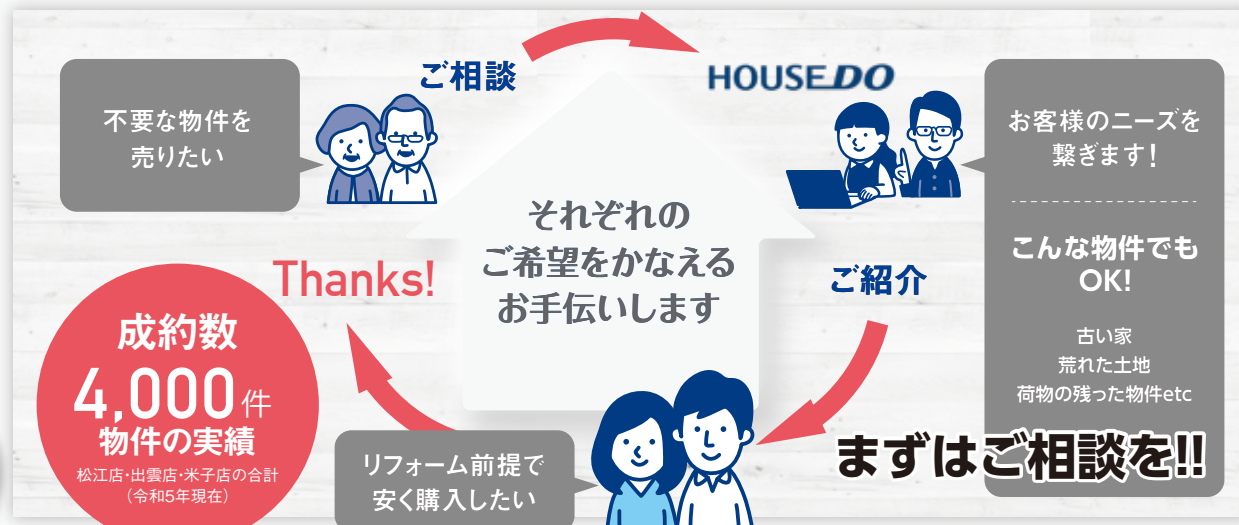 ご相談
HOUSEDO
不要な物件を
売りたい
お客様のニーズを
繋ぎます!
こんな物件でも
OK!
古い家
荒れた土地
荷物の残った物件etc
それぞれの
ご希望をかなえる
お手伝いします
Thanks!
ご紹介
成約数
4,000件
物件の実績
松江店・出雲店・米子店の合計
(令和5年現在)
リフォーム前提で
安く購入したい
まずはご相談を!!